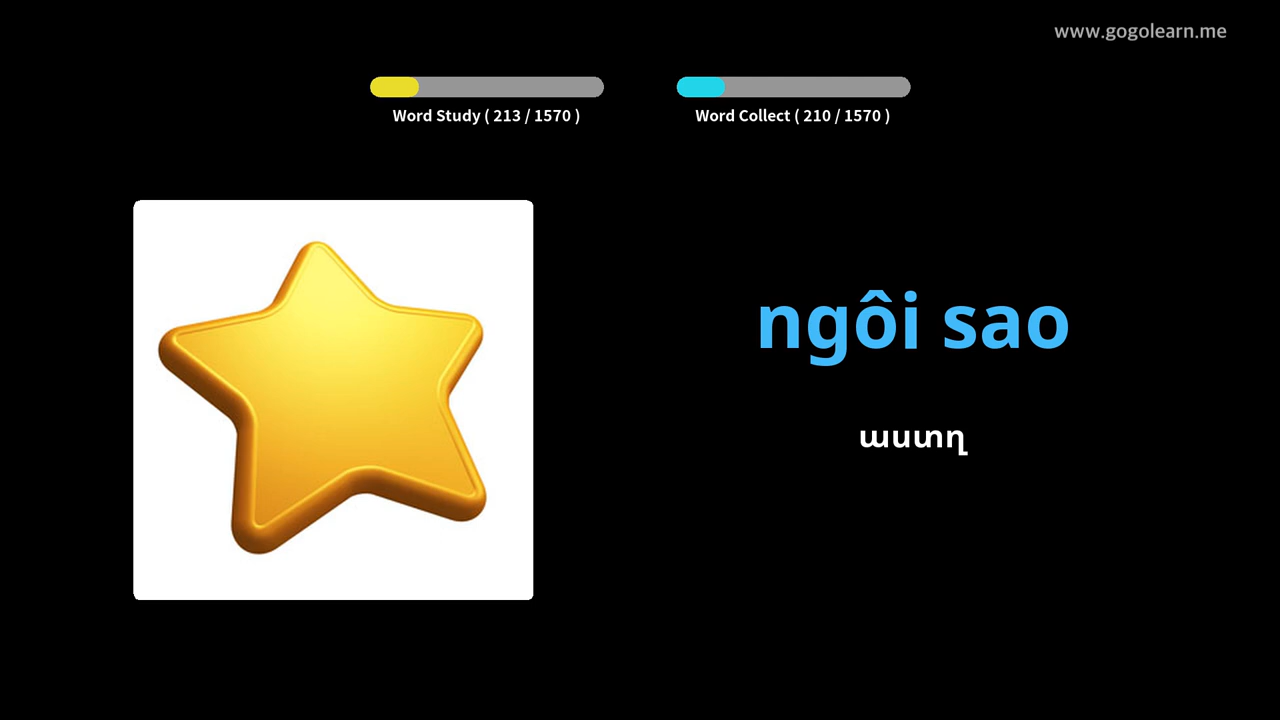 www.gogolearn.me
Word Study ( 213 / 1570 )
Word Collect ( 210 / 1570 )
ngôi sao
աստղ